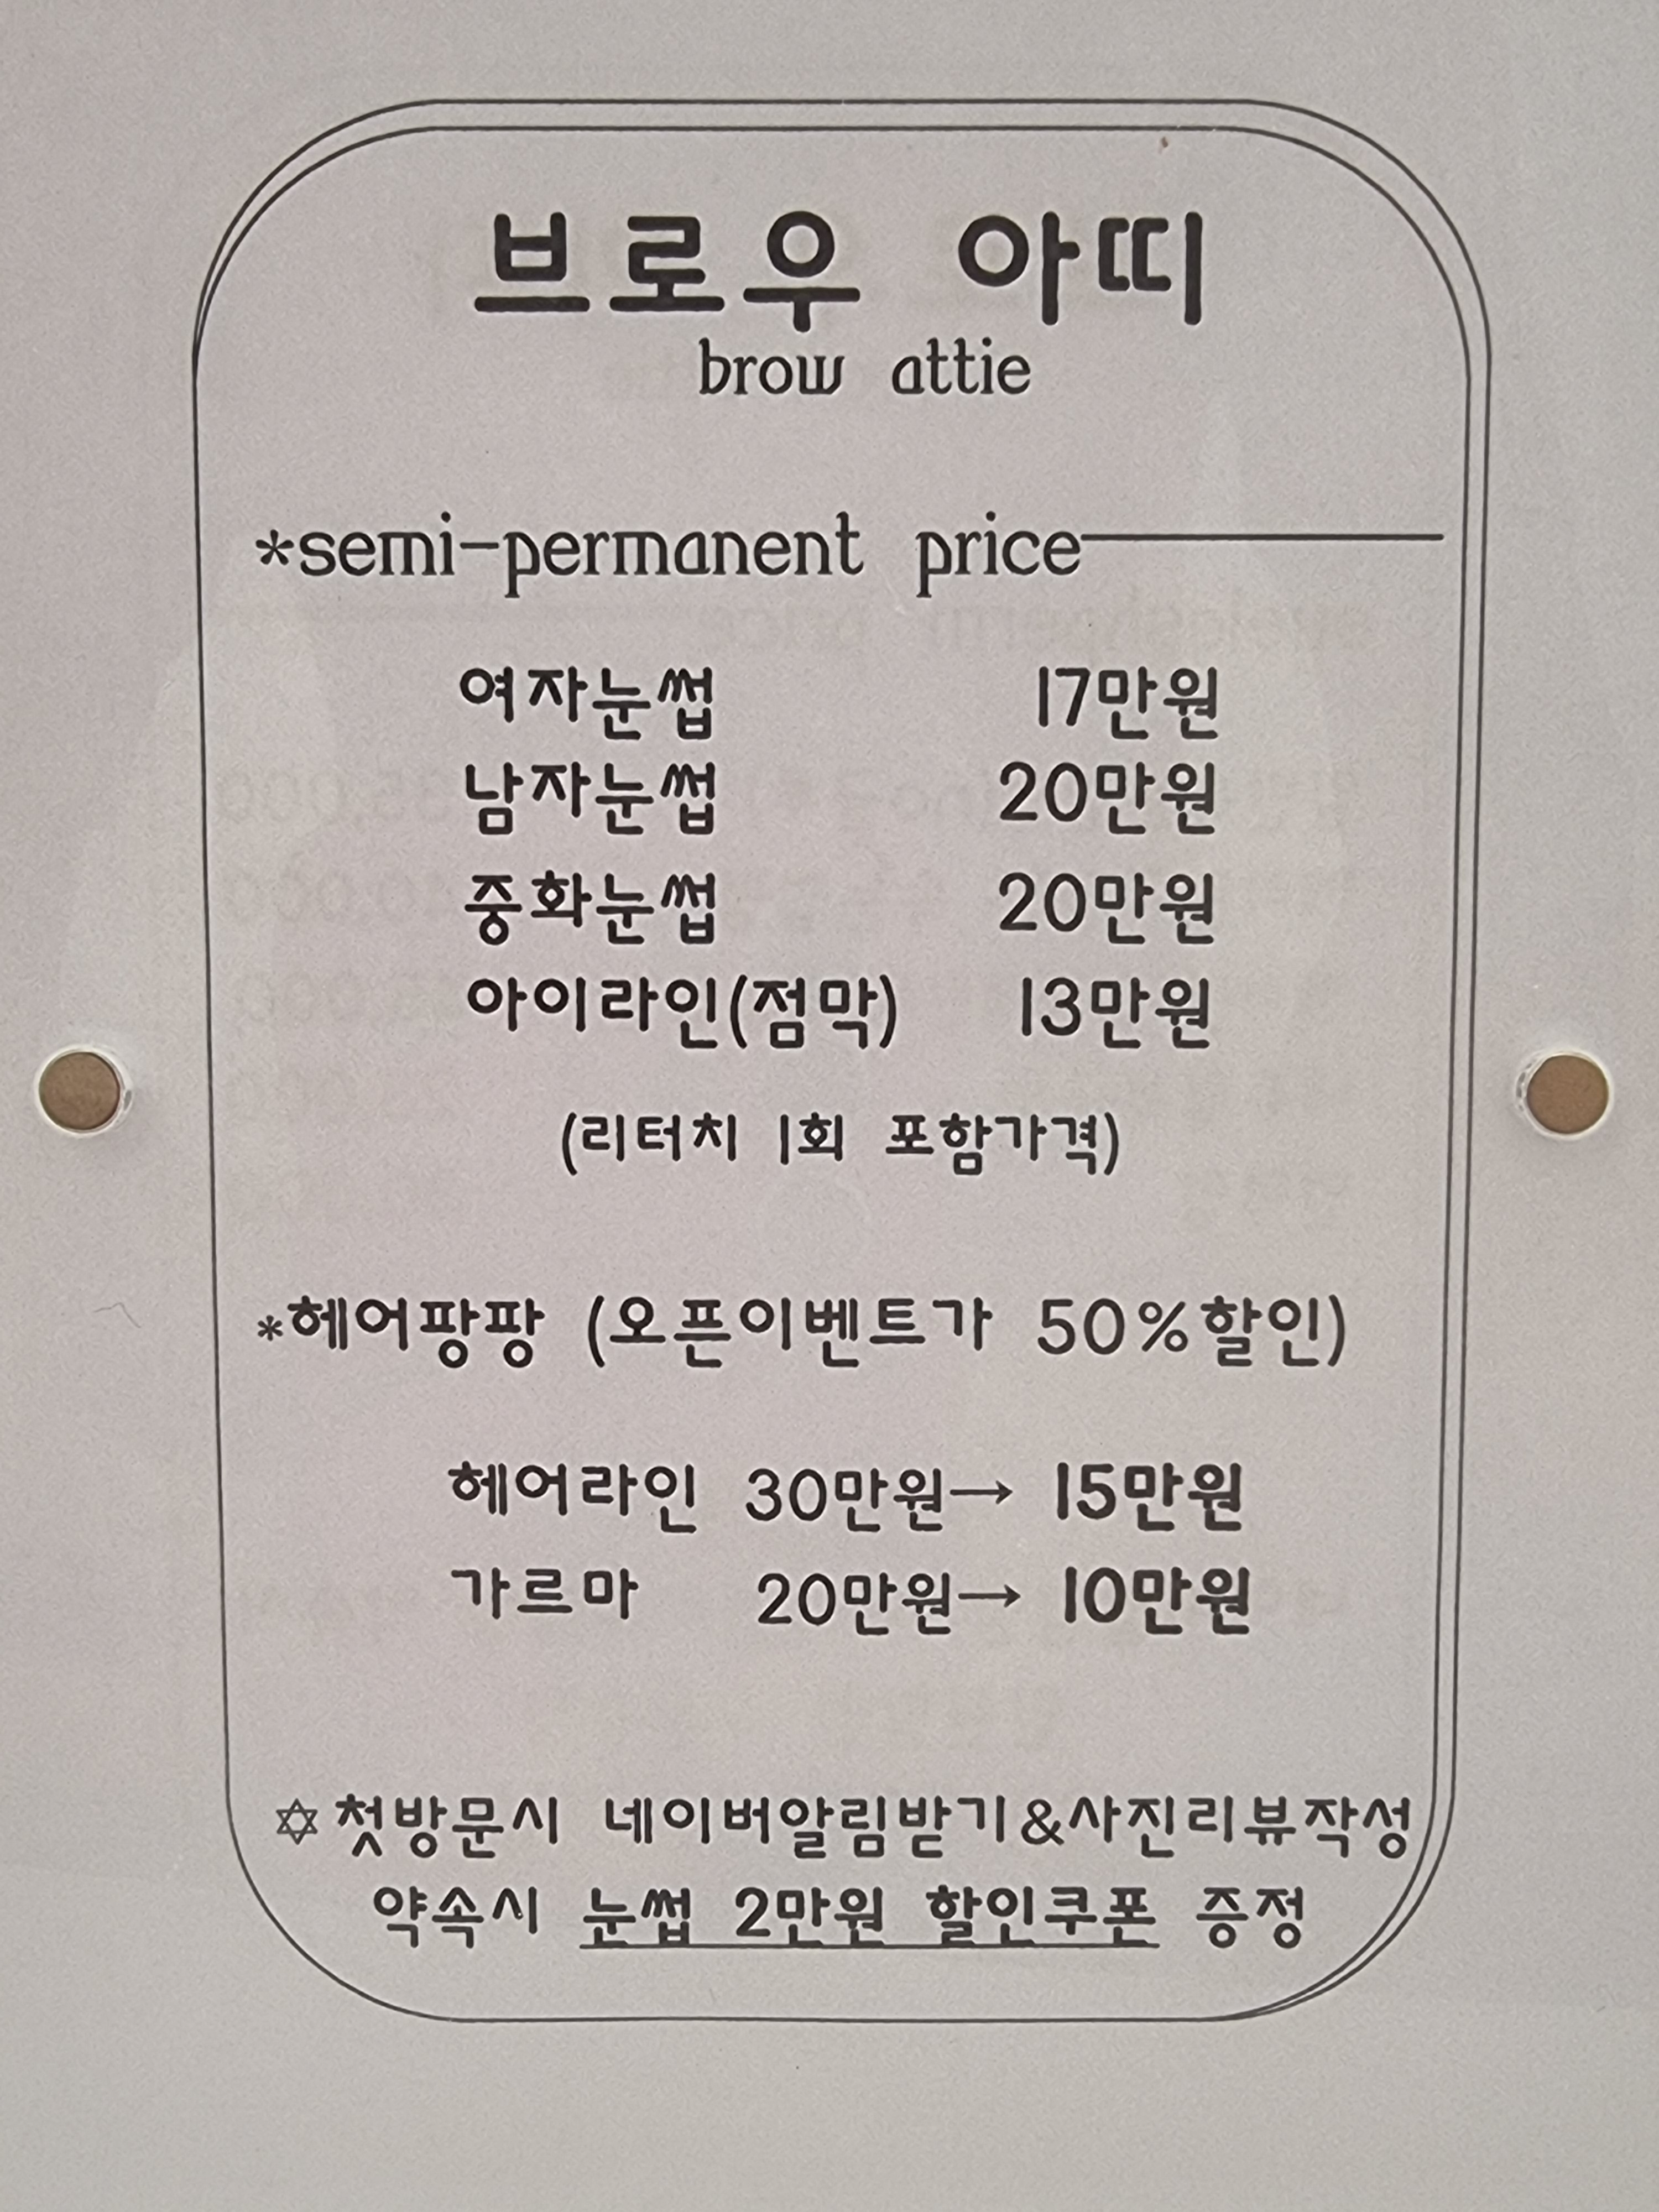 브로우 아띠
brow attie
*semi-permanent price
여자눈썹 17만원
남자눈썹 20만원
중화눈썹 20만원
아이라인(점막) 13만원
(리터치 1회 포함가격)
*헤어팡팡 (오픈이벤트가 50%할인)
헤어라인 30만원→ 15만원
가르마 20만원→ 10만원
✡첫방문시 네이버알림받기&사진리뷰작성
약속시 눈썹 2만원 할인쿠폰 증정